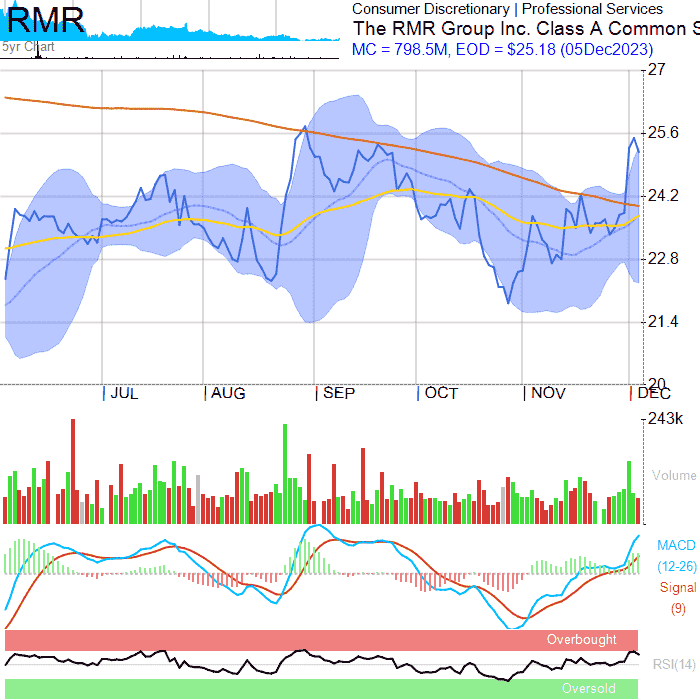 RMR
5yr Chart
Consumer Discretionary | Professional Services
The RMR Group Inc. Class A Common S
MC = 798.5M, EOD = $25.18 (05Dec2023)
27
25.6
24.2
22.8
21.4
20
JUL AUG SEP OCT NOV DEC
243k
Volume
MACD
(12-26)
Signal
(9)
Overbought
RSI(14)
Oversold